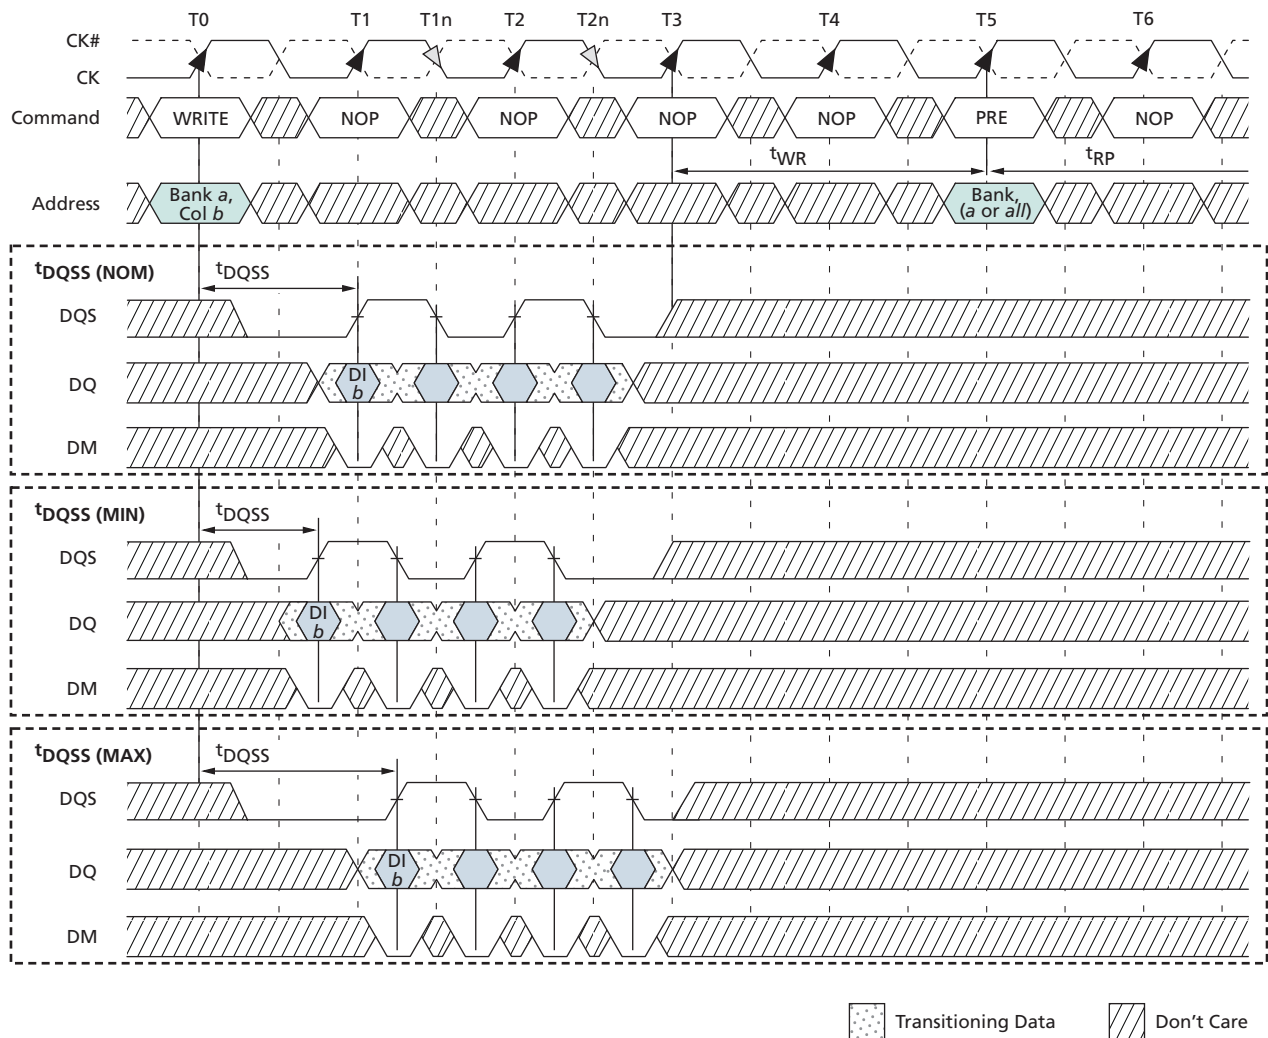 T0 T1 T1n T2 T2n T3 T4 T5 T6
CK#
CK
Command WRITE NOP NOP NOP NOP PRE NOP
tWR tRP
Address Bank a, Col b Bank, (a or all)
tDQSS (NOM) tDQSS
DQS
DQ DI b
DM
tDQSS (MIN) tDQSS
DQS
DQ DI b
DM
tDQSS (MAX) tDQSS
DQS
DQ DI b
DM
Transitioning Data Don't Care